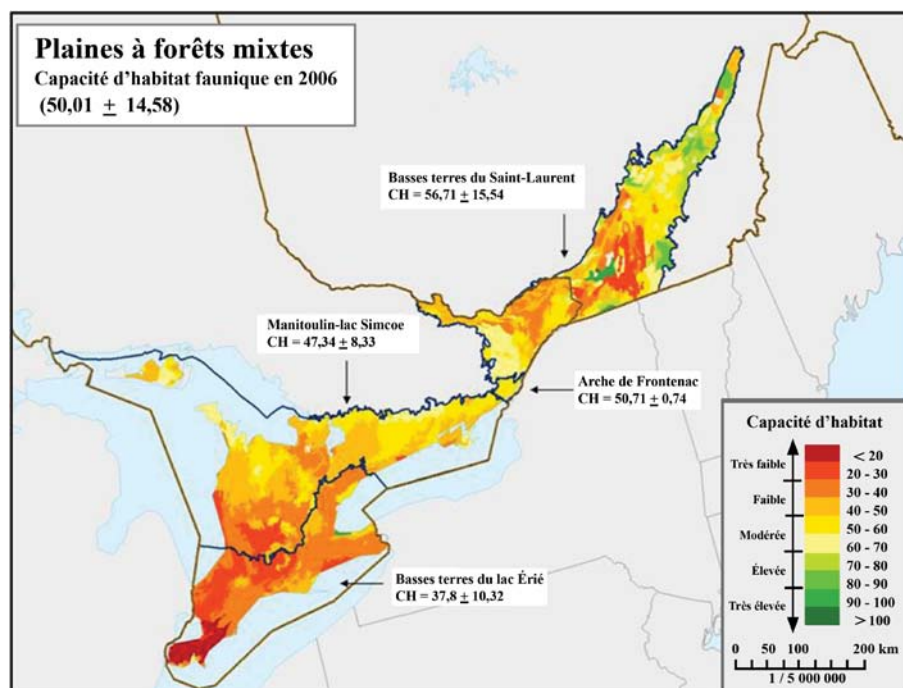 Plaines à forêts mixtes
Capacité d'habitat faunique en 2006
(50,01 ± 14,58)
Basses terres du Saint-Laurent
CH = 56,71 ± 15,54
Manitoulin-lac Simcoe
CH = 47,34 ± 8,33
Arche de Frontenac
CH = 50,71 ± 0,74
Basses terres du lac Érié
CH = 37,8 ± 10,32
Capacité d'habitat
Très faible
Faible
Modérée
Élevée
Très élevée
< 20
20 - 30
30 - 40
40 - 50
50 - 60
60 - 70
70 - 80
80 - 90
90 - 100
> 100
0 50 100 200 km
1 / 5 000 000